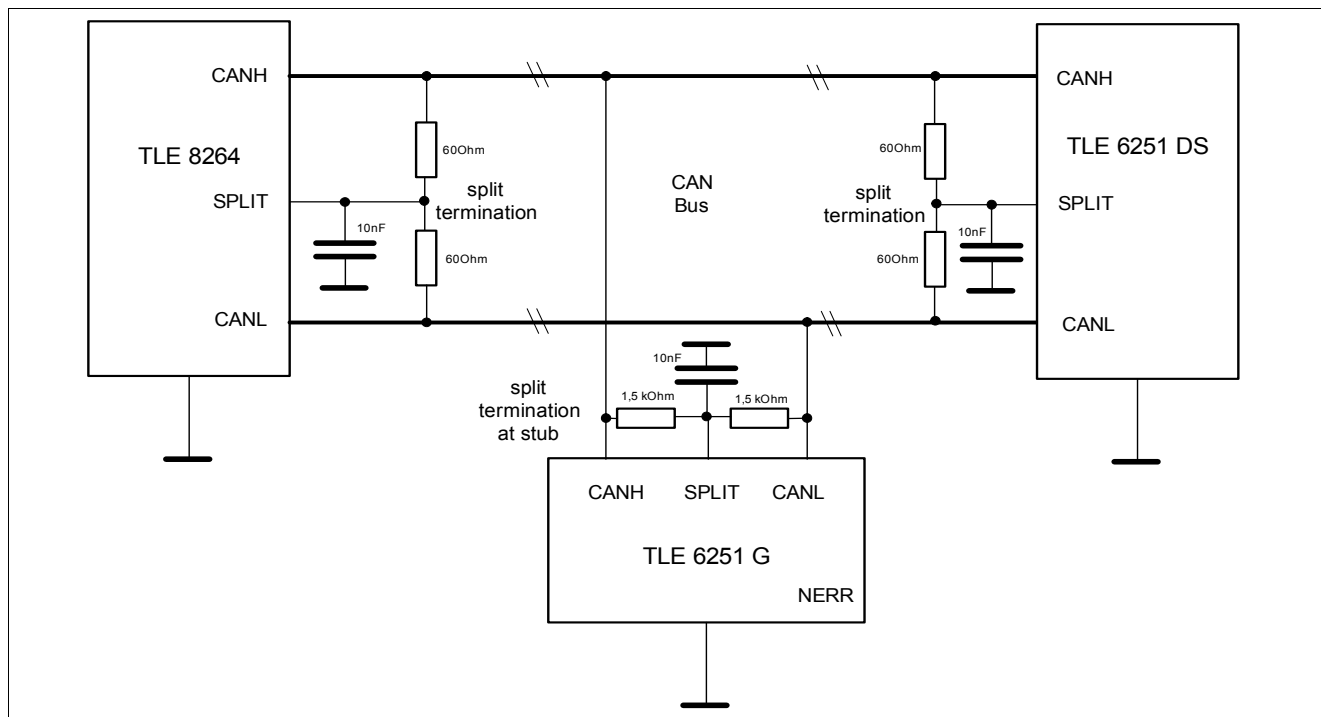 CANH
TLE 8264
SPLIT
CANL
60Ohm
split
termination
10nF
60Ohm
CAN
Bus
60Ohm
split
termination
10nF
60Ohm
CANH
TLE 6251 DS
SPLIT
CANL
10nF
split
termination
at stub
1,5 kOhm
1,5 kOhm
CANH
SPLIT
CANL
TLE 6251 G
NERR